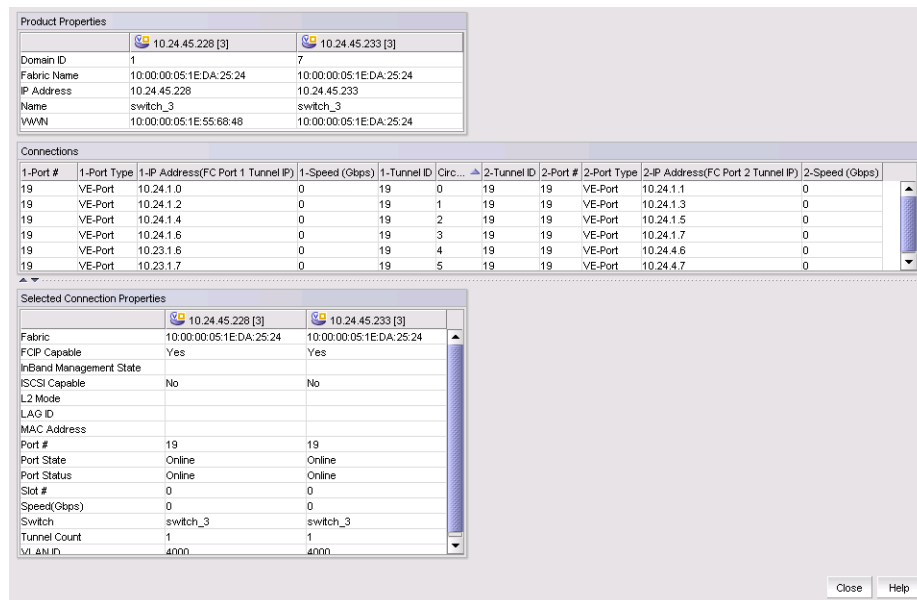 Product Properties
10.24.45.228 [3] 10.24.45.233 [3]
Domain ID 1 7
Fabric Name 10:00:00:05:1E:DA:25:24 10:00:00:05:1E:DA:25:24
IP Address 10.24.45.228 10.24.45.233
Name switch_3 switch_3
WWN 10:00:00:05:1E:55:68:48 10:00:00:05:1E:DA:25:24
Connections
1-Port # 1-Port Type 1-IP Address(FC Port 1 Tunnel IP) 1-Speed (Gbps) 1-Tunnel ID Circ... 2-Tunnel ID 2-Port # 2-Port Type 2-IP Address(FC Port 2 Tunnel IP) 2-Speed (Gbps)
19 VE-Port 10.24.1.0 0 19 0 19 19 VE-Port 10.24.1.1 0
19 VE-Port 10.24.1.2 0 19 1 19 19 VE-Port 10.24.1.3 0
19 VE-Port 10.24.1.4 0 19 2 19 19 VE-Port 10.24.1.5 0
19 VE-Port 10.24.1.6 0 19 3 19 19 VE-Port 10.24.1.7 0
19 VE-Port 10.23.1.6 0 19 4 19 19 VE-Port 10.24.4.6 0
19 VE-Port 10.23.1.7 0 19 5 19 19 VE-Port 10.24.4.7 0
Selected Connection Properties
10.24.45.228 [3] 10.24.45.233 [3]
Fabric 10:00:00:05:1E:DA:25:24 10:00:00:05:1E:DA:25:24
FCIP Capable Yes Yes
InBand Management State
ISCSI Capable No No
L2 Mode
LAG ID
MAC Address
Port # 19 19
Port State Online Online
Port Status Online Online
Slot # 0 0
Speed(Gbps) 0 0
Switch switch_3 switch_3
Tunnel Count 1 1
VLAN ID 4000 4000
Close Help